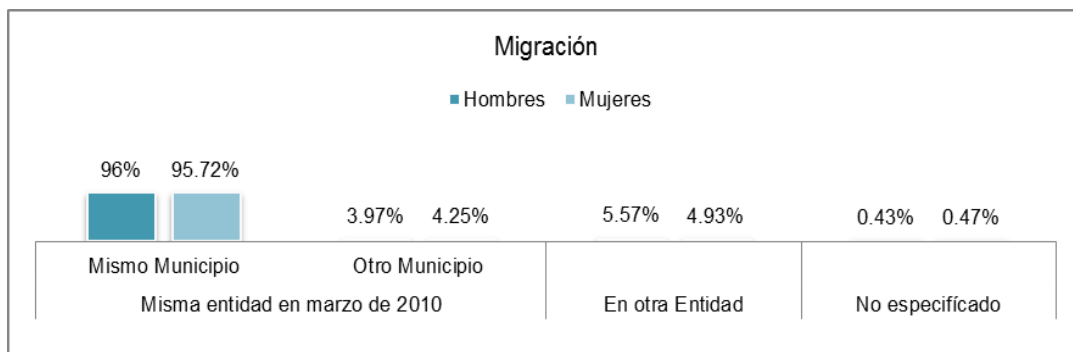 Migración
Hombres Mujeres
96% 95.72% 3.97% 4.25% 5.57% 4.93% 0.43% 0.47%
Mismo Municipio Otro Municipio
Misma entidad en marzo de 2010 En otra Entidad No especifícado